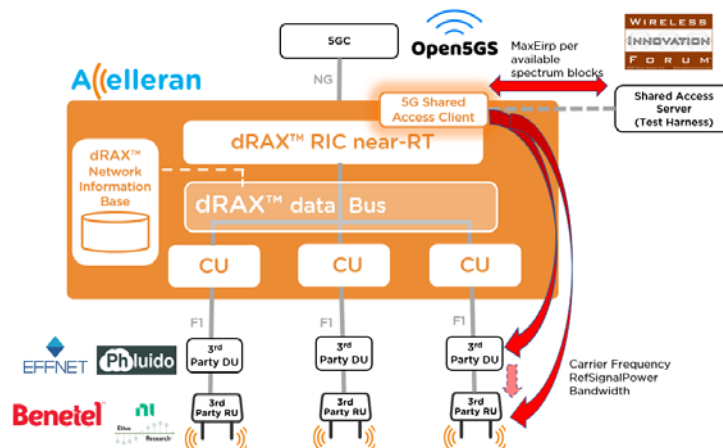 5GC
Open5GS
MaxEirp per
available
spectrum blocks
WIRELESS
INNOVATION
FORUM
Accelleran
NG
5G Shared
Access Client
Shared Access
Server
(Test Harness)
dRAX™ RIC near-RT
dRAX™
Network
Information
Base
dRAX™ data Bus
CU
CU
CU
F1
F1
F1
EFFNET
Phluido
3rd
Party DU
3rd
Party DU
3rd
Party DU
Carrier Frequency
RefSignalPower
Bandwidth
Benetel™
ni
Ettus
Research™
3rd
Party RU
3rd
Party RU
3rd
Party RU